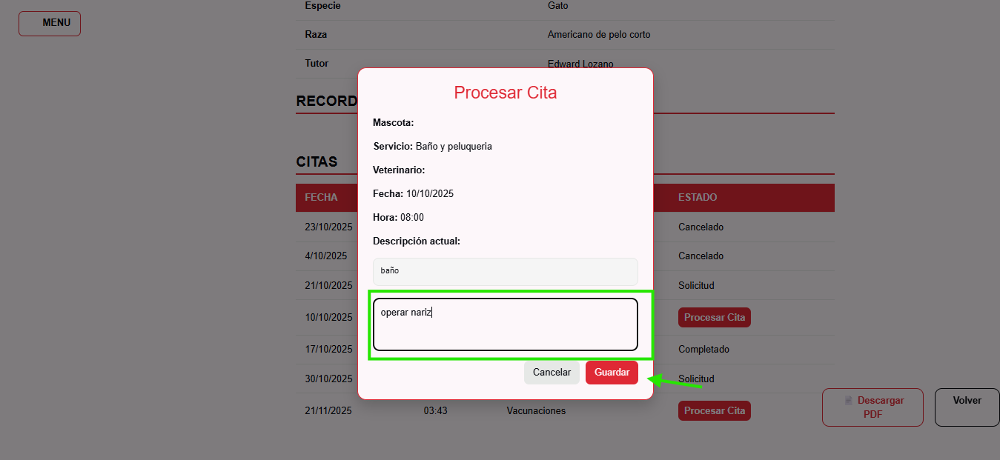 MENU
Especie Gato
Raza Americano de pelo corto
Tutor Edward Lozano
RECORD
CITAS
FECHA ESTADO
23/10/2025 Cancelado
4/10/2025 Cancelado
21/10/2025 Solicitud
10/10/2025 Procesar Cita
17/10/2025 Completado
30/10/2025 Solicitud
21/11/2025 03:43 Vacunaciones Procesar Cita
Procesar Cita
Mascota:
Servicio: Baño y peluqueria
Veterinario:
Fecha: 10/10/2025
Hora: 08:00
Descripción actual:
baño
operar nariz
Cancelar Guardar
Descargar
PDF
Volver